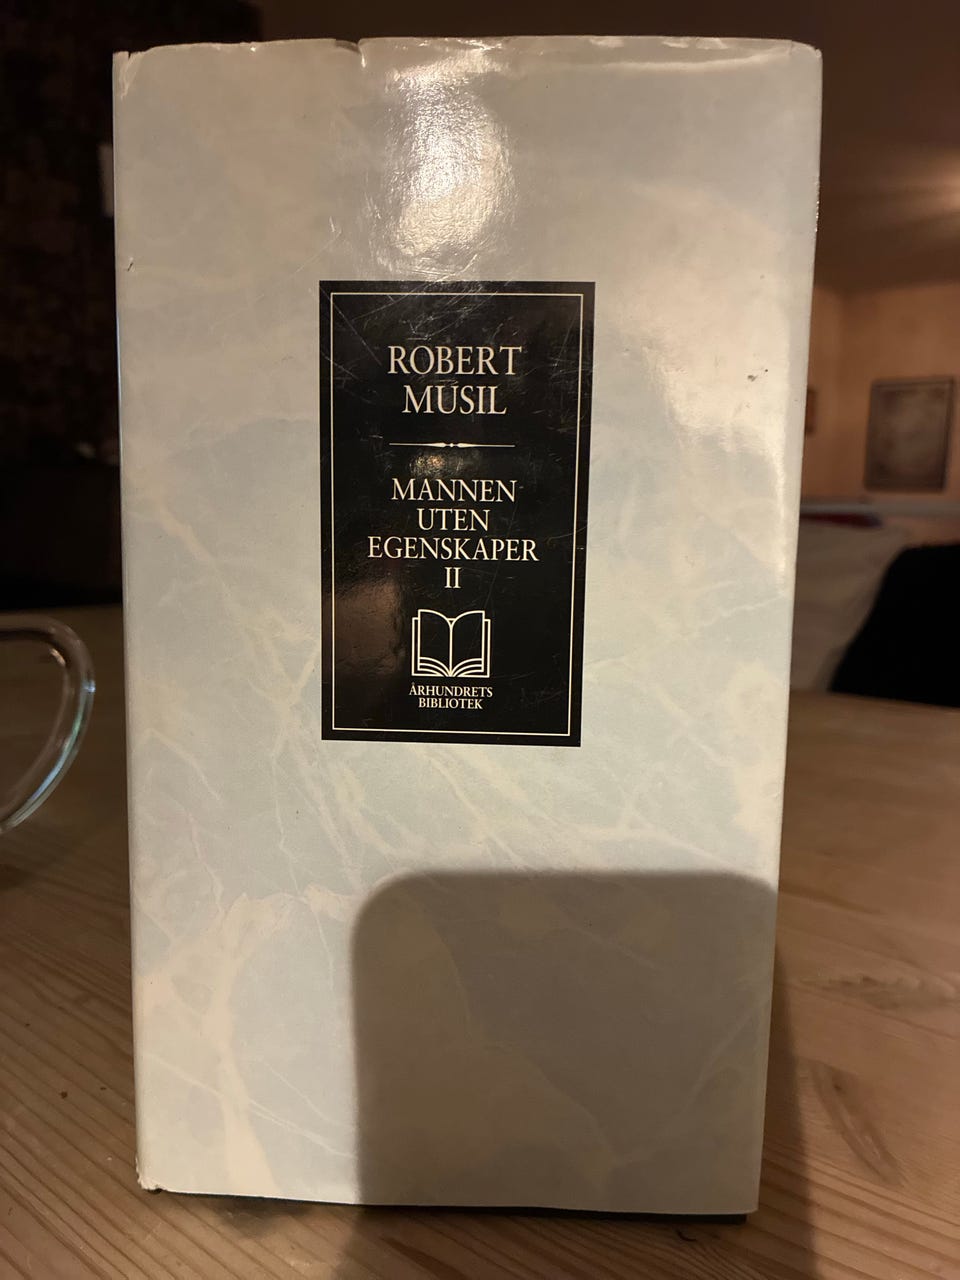 ROBERT
MUSIL
MANNEN
UTEN
EGENSKAPER
II
ÅRHUNDRETS
BIBLIOTEK